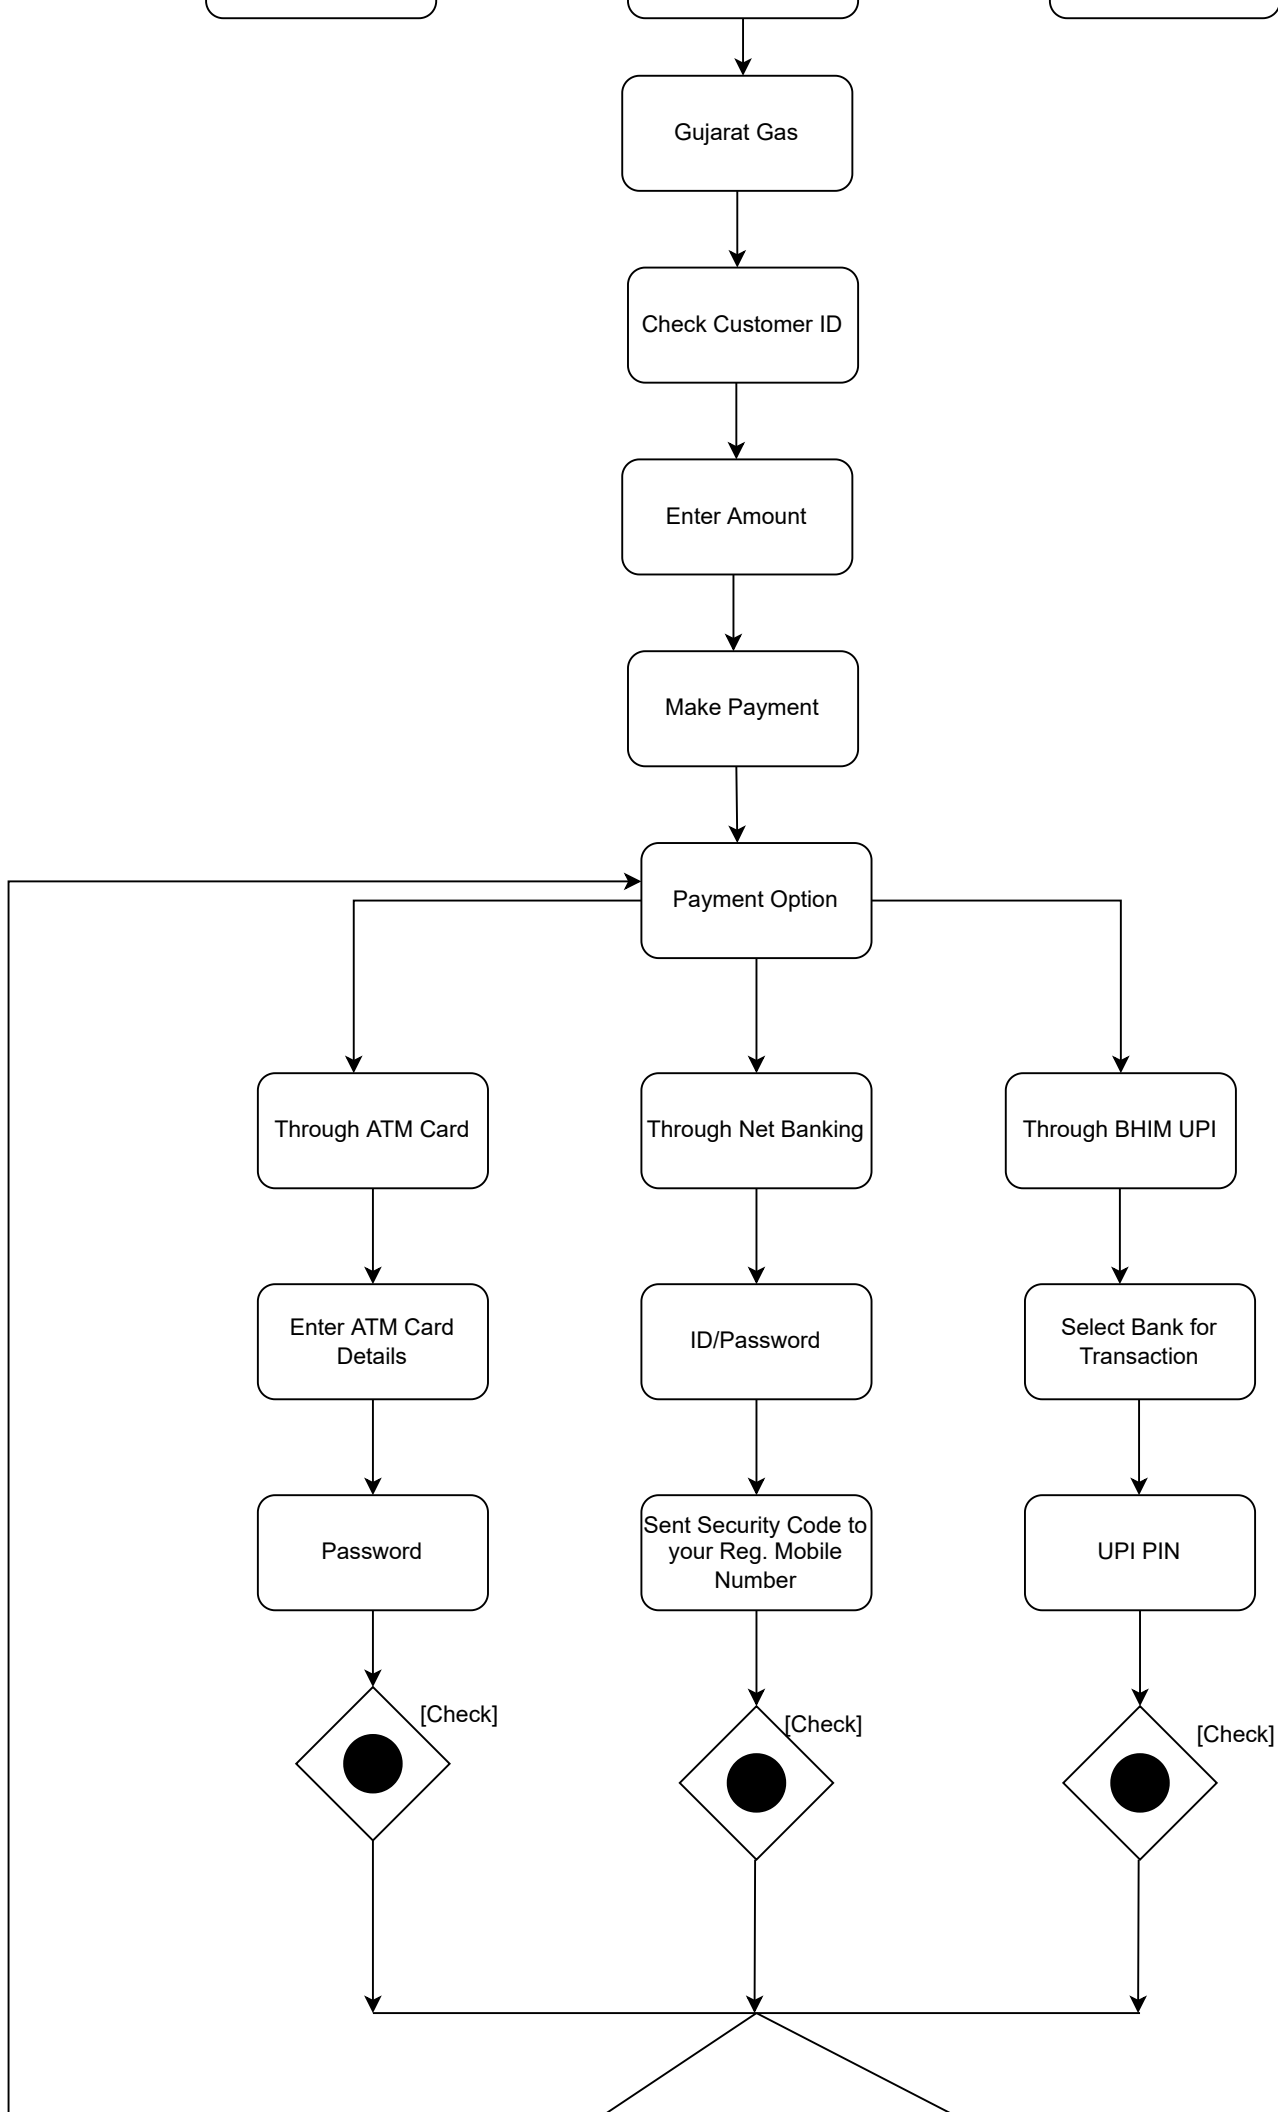 Gujarat Gas
Check Customer ID
Enter Amount
Make Payment
Payment Option
Through ATM Card
Through Net Banking
Through BHIM UPI
Enter ATM Card
Details
ID/Password
Select Bank for
Transaction
Password
Sent Security Code to
your Reg. Mobile
Number
UPI PIN
[Check]
[Check]
[Check]